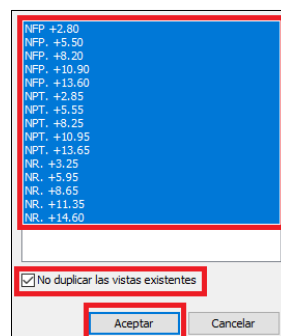 NFP +2.80
NFP. +5.50
NFP. +8.20
NFP. +10.90
NFP. +13.60
NPT. +2.85
NPT. +5.55
NPT. +8.25
NPT. +10.95
NPT. +13.65
NR. +3.25
NR. +5.95
NR. +8.65
NR. +11.35
NR. +14.60
No duplicar las vistas existentes
Aceptar Cancelar